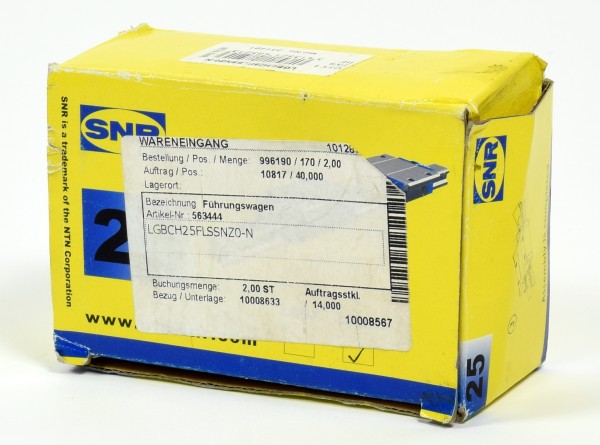 SNR
SNR is a trademark of the NTN Corporation
WARENEINGANG 10128
Bestellung / Pos. / Menge: 996190 / 170 / 2,00
Auftrag / Pos.: 10817 / 40,000
Lagerort:
Bezeichnung Führungswagen
Artikel-Nr.: 563444
LGBCH25FLSSNZ0-N
Buchungsmenge: 2,00 ST Auftragsstkl.
Bezug / Unterlage: 10008633 / 14,000
10008567
2
www.
.com
SNR
25